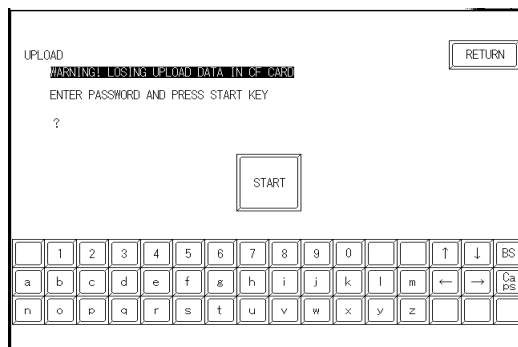 UPLOAD
RETURN
WARNING! LOSING UPLOAD DATA IN CF CARD
ENTER PASSWORD AND PRESS START KEY
?
START
1 2 3 4 5 6 7 8 9 0 ↑ ↓ BS
a b c d e f g h i j k l m ← → Caps
n o p q r s t u v w x y z